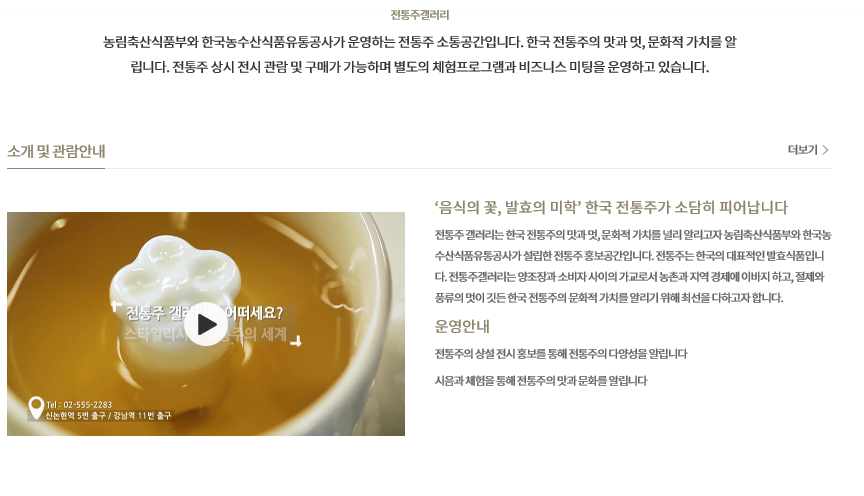 전통주갤러리
농림축산식품부와 한국농수산식품유통공사가 운영하는 전통주 소통공간입니다. 한국 전통주의 맛과 멋, 문화적 가치를 알
립니다. 전통주 상시 전시 관람 및 구매가 가능하며 별도의 체험프로그램과 비즈니스 미팅을 운영하고 있습니다.
소개 및 관람안내
더보기
전통주 어떠세요?
Tel : 02-555-2283
신논현역 5번 출구 / 강남역 11번 출구
‘음식의 꽃, 발효의 미학’ 한국 전통주가 소담히 피어납니다
전통주 갤러리는 한국 전통주의 맛과 멋, 문화적 가치를 널리 알리고자 농림축산식품부와 한국농
수산식품유통공사가 설립한 전통주 홍보공간입니다. 전통주는 한국의 대표적인 발효식품입니
다. 전통주갤러리는 양조장과 소비자 사이의 가교로서 농촌과 지역 경제에 이바지 하고, 절제와
풍류의 멋이 깃든 한국 전통주의 문화적 가치를 알리기 위해 최선을 다하고자 합니다.
운영안내
전통주의 상설 전시 홍보를 통해 전통주의 다양성을 알립니다
시음과 체험을 통해 전통주의 맛과 문화를 알립니다